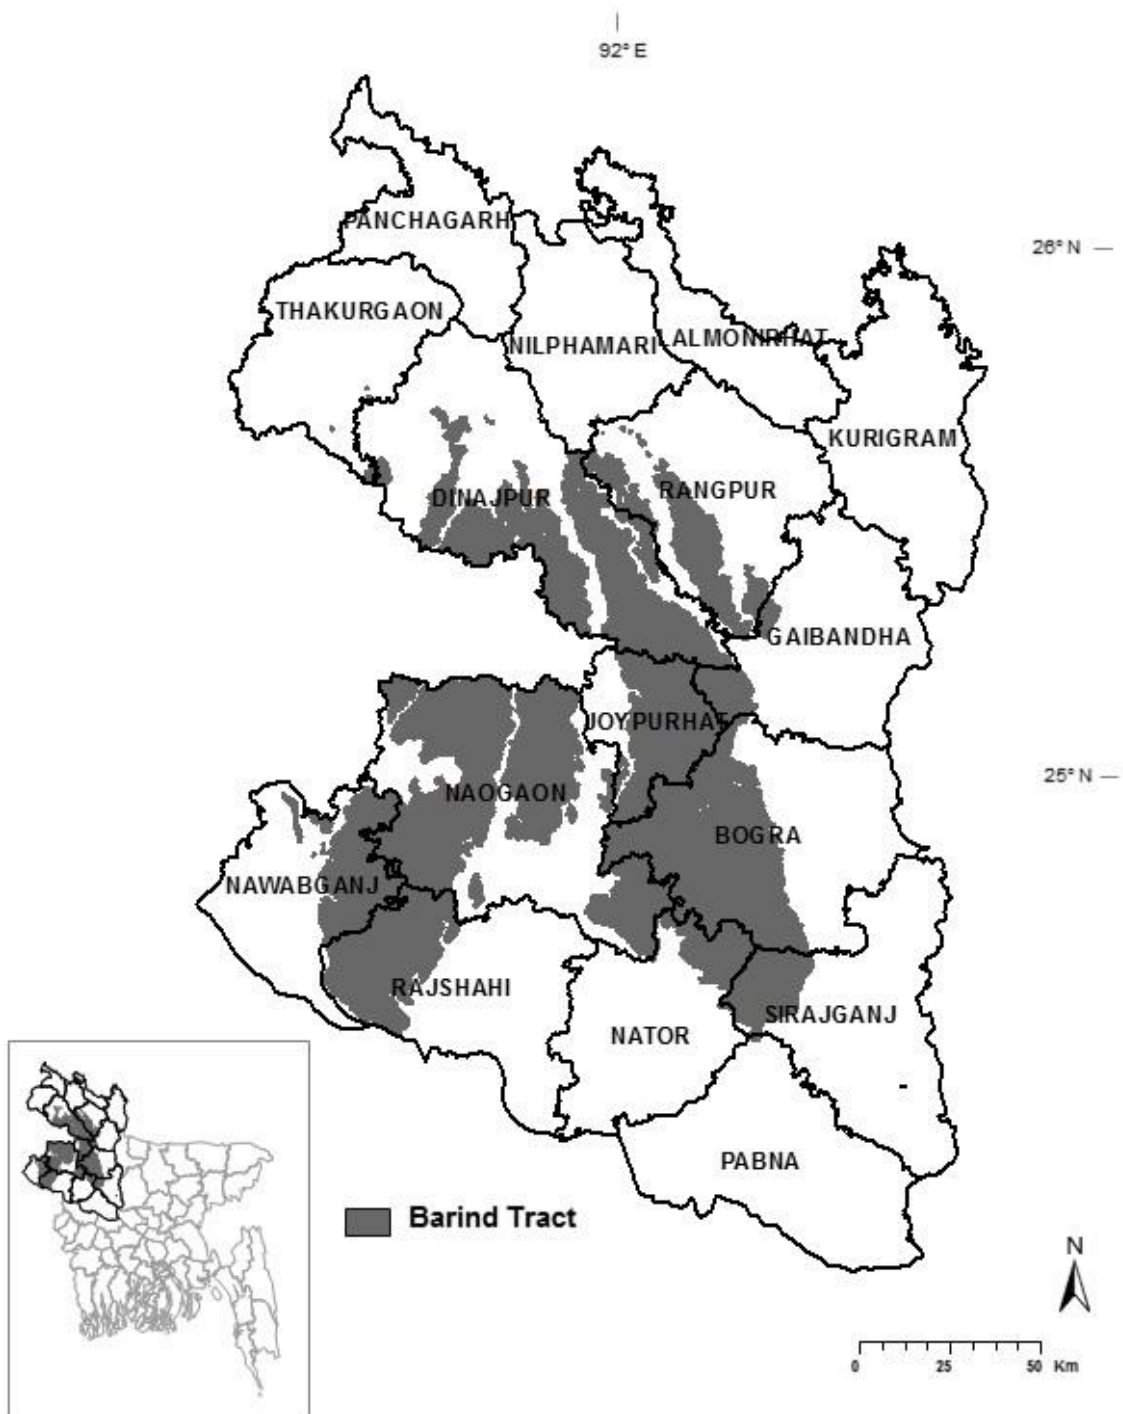 92° E
26° N
PANCHAGARH
THAKURGAON
NILPHAMARI
LALMONIRHAT
KURIGRAM
DINAJPUR
RANGPUR
GAIBANDHA
JOYPURHAT
25° N
NAOGAON
BOGRA
NAWABGANJ
RAJSHAHI
SIRAJGANJ
NATOR
PABNA
Barind Tract
N
0 25 50 Km